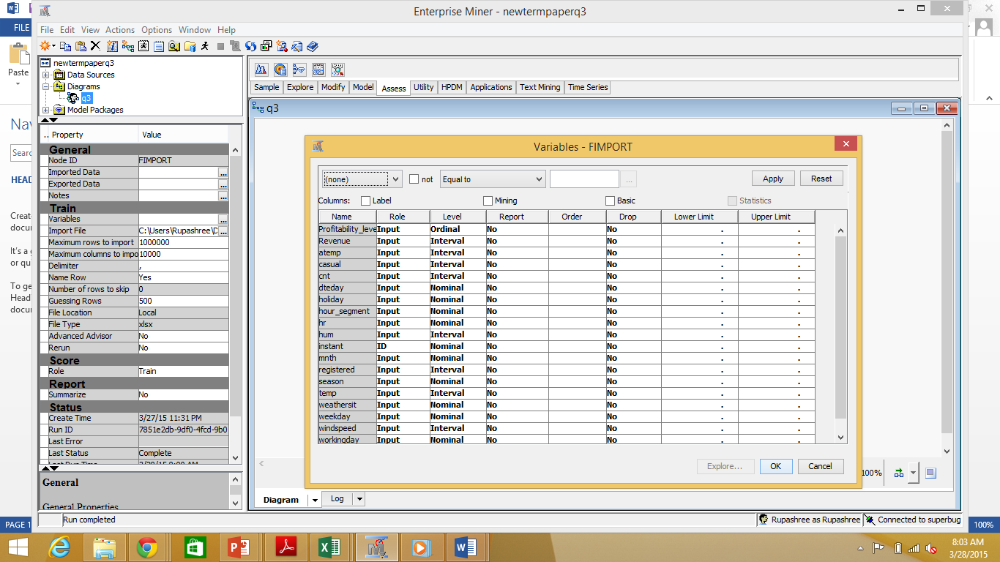 Enterprise Miner - newtermpaperq3
FILE
File Edit View Actions Options Window Help
Paste
newtermpaperq3
Data Sources
Diagrams
q3
Model Packages
Sample Explore Modify Model Assess Utility HPDM Applications Text Mining Time Series
q3
Nav
Searc
HEAD
Create
docum
It's a g
or qui
To ge
Head
docum
.. Property Value
General
Node ID FIMPORT
Imported Data ...
Exported Data ...
Notes ...
Train
Variables ...
Import File C:\Users\Rupashree\D ...
Maximum rows to import 1000000
Maximum columns to impo 10000
Delimiter ,
Name Row Yes
Number of rows to skip 0
Guessing Rows 500
File Location Local
File Type xlsx
Advanced Advisor No
Rerun No
Score
Role Train
Report
Summarize No
Status
Create Time 3/27/15 11:31 PM
Run ID 7851e2db-9df0-4fcd-9b0
Last Error
Last Status Complete
Last Run Time 3/28/15 8:00 AM
General
General Properties
Variables - FIMPORT
(none) not Equal to ... Apply Reset
Columns: Label Mining Basic Statistics
Name Role Level Report Order Drop Lower Limit Upper Limit
Profitability_leve Input Ordinal No No . .
Revenue Input Interval No No . .
atemp Input Interval No No . .
casual Input Interval No No . .
cnt Input Interval No No . .
dteday Input Nominal No No . .
holiday Input Nominal No No . .
hour_segment Input Nominal No No . .
hr Input Nominal No No . .
hum Input Interval No No . .
instant ID Nominal No No . .
mnth Input Nominal No No . .
registered Input Interval No No . .
season Input Nominal No No . .
temp Input Interval No No . .
weathersit Input Nominal No No . .
weekday Input Nominal No No . .
windspeed Input Interval No No . .
workingday Input Nominal No No . .
Explore... OK Cancel
100%
Diagram Log
Run completed
Rupashree as Rupashree Connected to superbug
PAGE 1
100%
8:03 AM
3/28/2015